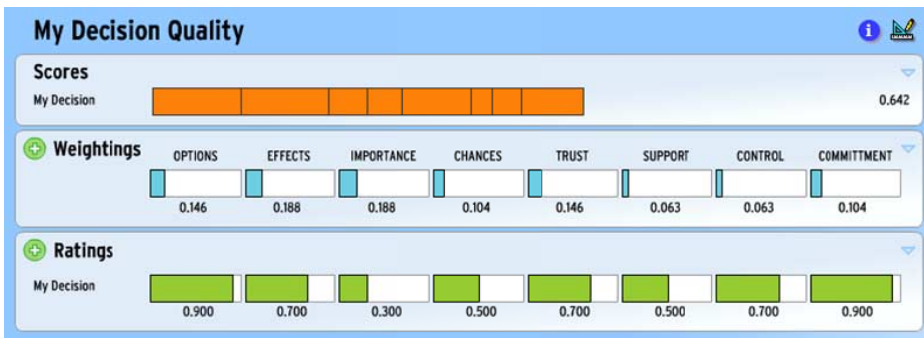 My Decision Quality
i
Scores
My Decision 0.642
Weightings
OPTIONS EFFECTS IMPORTANCE CHANCES TRUST SUPPORT CONTROL COMMITTMENT
0.146 0.188 0.188 0.104 0.146 0.063 0.063 0.104
Ratings
My Decision
0.900 0.700 0.300 0.500 0.700 0.500 0.700 0.900